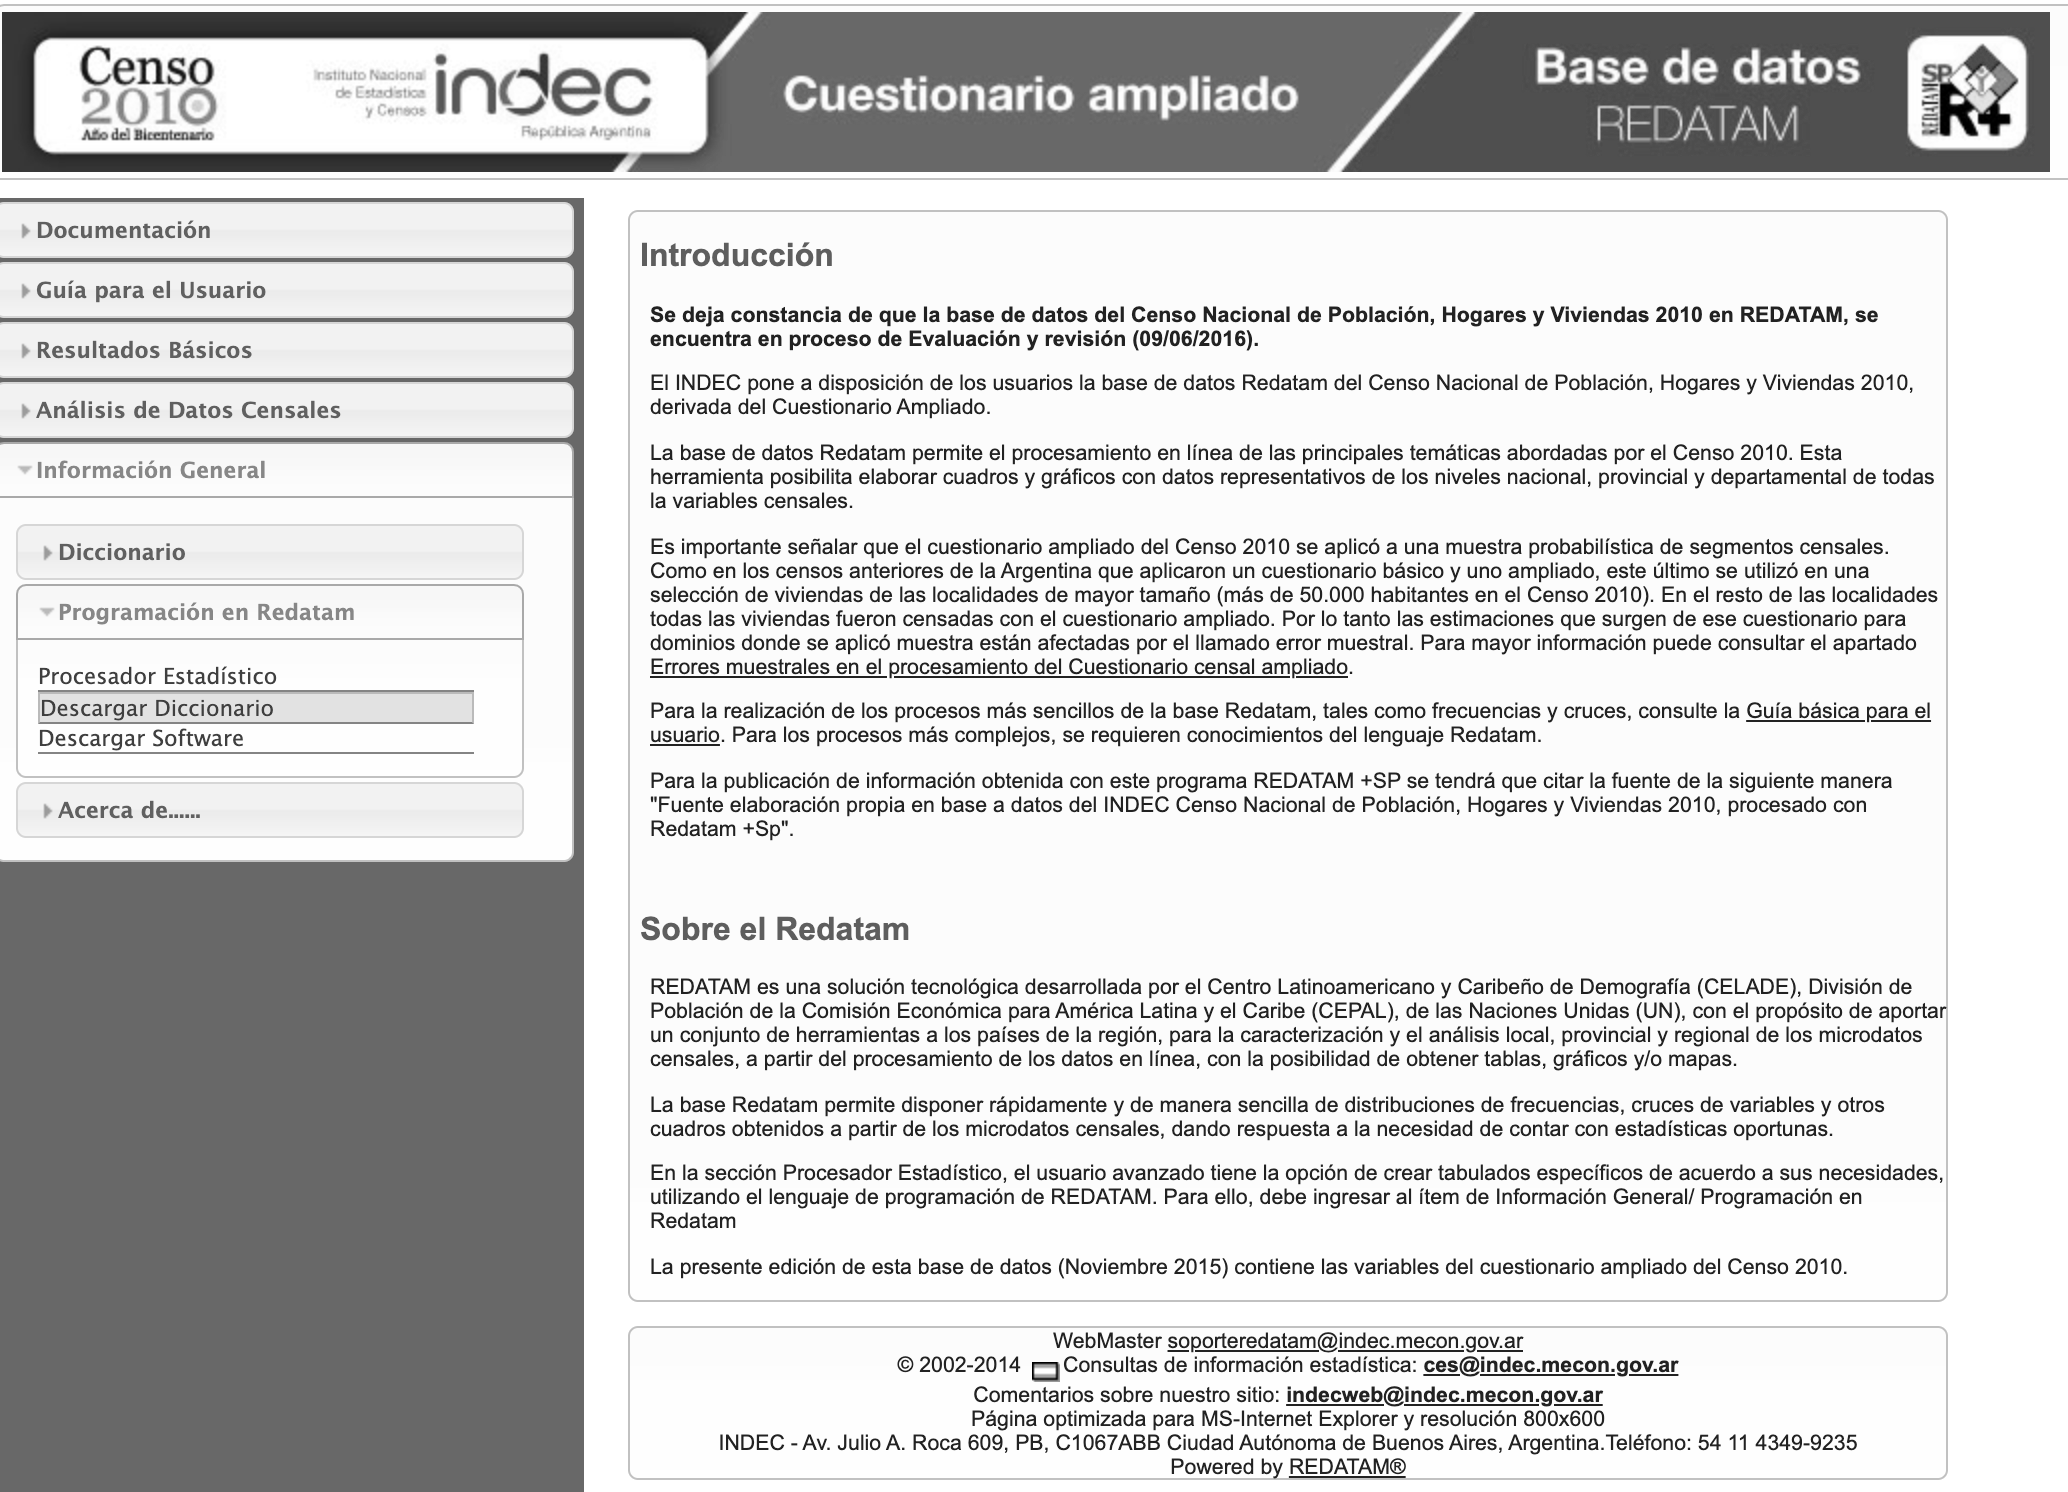 Censo
2010
Año del Bicentenario
Instituto Nacional
de Estadística
y Censos
indec
República Argentina
Cuestionario ampliado
Base de datos
REDATAM
SP
REDATAM
R+
Documentación
Guía para el Usuario
Resultados Básicos
Análisis de Datos Censales
Información General
Diccionario
Programación en Redatam
Procesador Estadístico
Descargar Diccionario
Descargar Software
Acerca de......
Introducción
Se deja constancia de que la base de datos del Censo Nacional de Población, Hogares y Viviendas 2010 en REDATAM, se
encuentra en proceso de Evaluación y revisión (09/06/2016).
El INDEC pone a disposición de los usuarios la base de datos Redatam del Censo Nacional de Población, Hogares y Viviendas 2010,
derivada del Cuestionario Ampliado.
La base de datos Redatam permite el procesamiento en línea de las principales temáticas abordadas por el Censo 2010. Esta
herramienta posibilita elaborar cuadros y gráficos con datos representativos de los niveles nacional, provincial y departamental de todas
la variables censales.
Es importante señalar que el cuestionario ampliado del Censo 2010 se aplicó a una muestra probabilística de segmentos censales.
Como en los censos anteriores de la Argentina que aplicaron un cuestionario básico y uno ampliado, este último se utilizó en una
selección de viviendas de las localidades de mayor tamaño (más de 50.000 habitantes en el Censo 2010). En el resto de las localidades
todas las viviendas fueron censadas con el cuestionario ampliado. Por lo tanto las estimaciones que surgen de ese cuestionario para
dominios donde se aplicó muestra están afectadas por el llamado error muestral. Para mayor información puede consultar el apartado
Errores muestrales en el procesamiento del Cuestionario censal ampliado.
Para la realización de los procesos más sencillos de la base Redatam, tales como frecuencias y cruces, consulte la Guía básica para el
usuario. Para los procesos más complejos, se requieren conocimientos del lenguaje Redatam.
Para la publicación de información obtenida con este programa REDATAM +SP se tendrá que citar la fuente de la siguiente manera
"Fuente elaboración propia en base a datos del INDEC Censo Nacional de Población, Hogares y Viviendas 2010, procesado con
Redatam +Sp".
Sobre el Redatam
REDATAM es una solución tecnológica desarrollada por el Centro Latinoamericano y Caribeño de Demografía (CELADE), División de
Población de la Comisión Económica para América Latina y el Caribe (CEPAL), de las Naciones Unidas (UN), con el propósito de aportar
un conjunto de herramientas a los países de la región, para la caracterización y el análisis local, provincial y regional de los microdatos
censales, a partir del procesamiento de los datos en línea, con la posibilidad de obtener tablas, gráficos y/o mapas.
La base Redatam permite disponer rápidamente y de manera sencilla de distribuciones de frecuencias, cruces de variables y otros
cuadros obtenidos a partir de los microdatos censales, dando respuesta a la necesidad de contar con estadísticas oportunas.
En la sección Procesador Estadístico, el usuario avanzado tiene la opción de crear tabulados específicos de acuerdo a sus necesidades,
utilizando el lenguaje de programación de REDATAM. Para ello, debe ingresar al ítem de Información General/ Programación en
Redatam
La presente edición de esta base de datos (Noviembre 2015) contiene las variables del cuestionario ampliado del Censo 2010.
WebMaster soporteredatam@indec.mecon.gov.ar
© 2002-2014 Consultas de información estadística: ces@indec.mecon.gov.ar
Comentarios sobre nuestro sitio: indecweb@indec.mecon.gov.ar
Página optimizada para MS-Internet Explorer y resolución 800x600
INDEC - Av. Julio A. Roca 609, PB, C1067ABB Ciudad Autónoma de Buenos Aires, Argentina.Teléfono: 54 11 4349-9235
Powered by REDATAM®